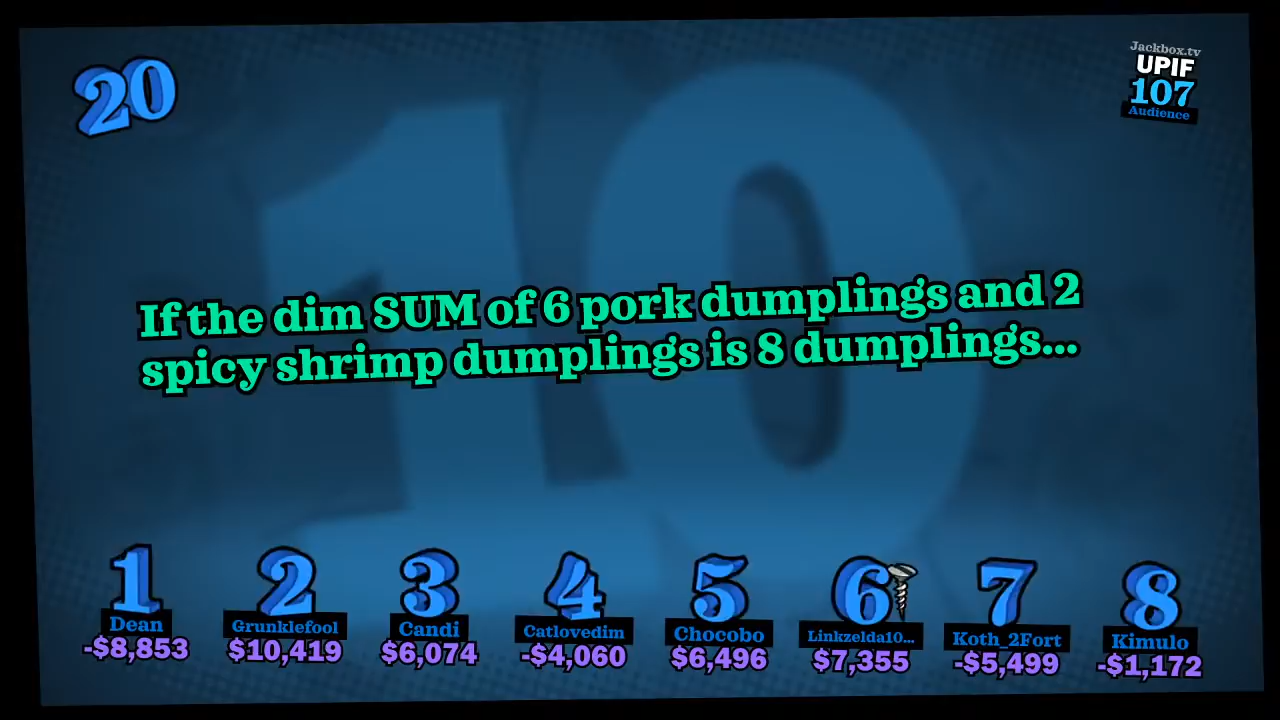 20
Jackbox.tv
UPIF
107
Audience
10
If the dim SUM of 6 pork dumplings and 2
spicy shrimp dumplings is 8 dumplings...
1 2 3 4 5 6 7 8
Dean Grunklefool Candi Catlovedim Chocobo Linkzelda10... Koth_2Fort Kimulo
-$8,853 $10,419 $6,074 -$4,060 $6,496 $7,355 -$5,499 -$1,172